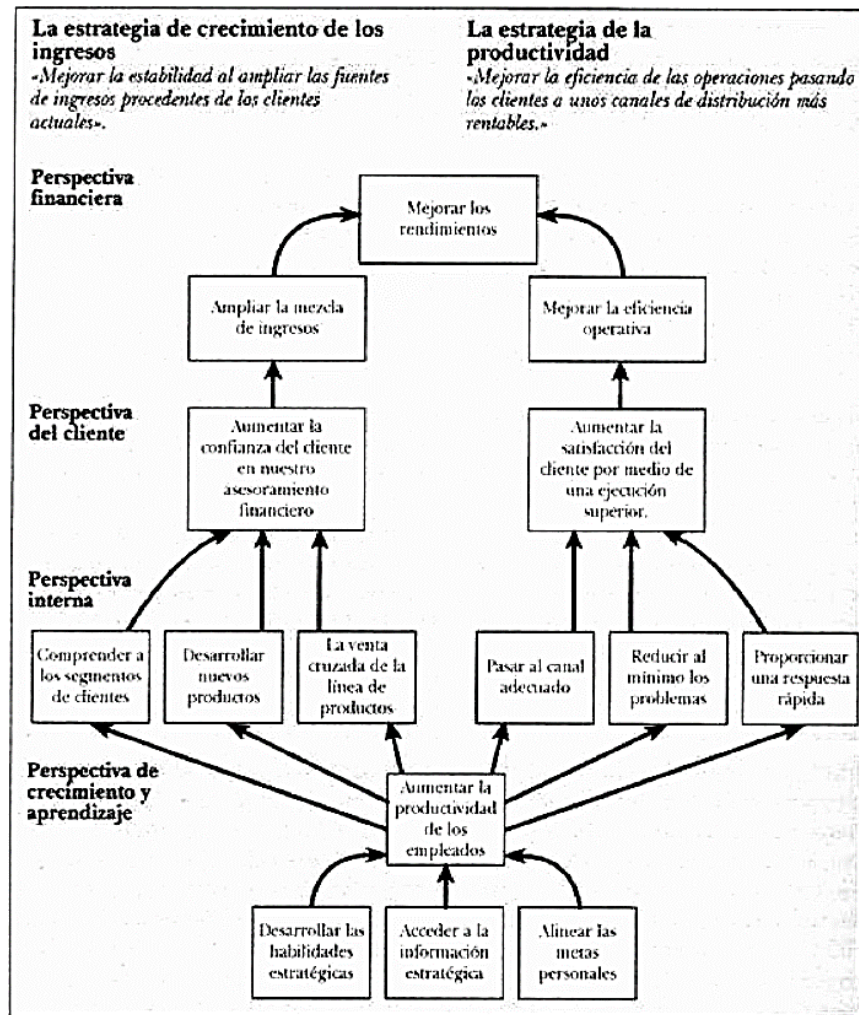 La estrategia de crecimiento de los
ingresos
«Mejorar la estabilidad al ampliar las fuentes
de ingresos procedentes de los clientes
actuales».
La estrategia de la
productividad
«Mejorar la eficiencia de las operaciones pasando
los clientes a unos canales de distribución más
rentables.»
Perspectiva
financiera
Mejorar los
rendimientos
Ampliar la mezcla
de ingresos
Mejorar la eficiencia
operativa
Perspectiva
del cliente
Aumentar la
confianza del cliente
en nuestro
asesoramiento
financiero
Aumentar la
satisfacción del
cliente por medio de
una ejecución
superior.
Perspectiva
interna
Comprender a
los segmentos
de clientes
Desarrollar
nuevos
productos
La venta
cruzada de la
línea de
productos
Pasar al canal
adecuado
Reducir al
mínimo los
problemas
Proporcionar
una respuesta
rápida
Perspectiva de
crecimiento y
aprendizaje
Aumentar la
productividad
de los
empleados
Desarrollar las
habilidades
estratégicas
Acceder a la
información
estratégica
Alinear las
metas
personales